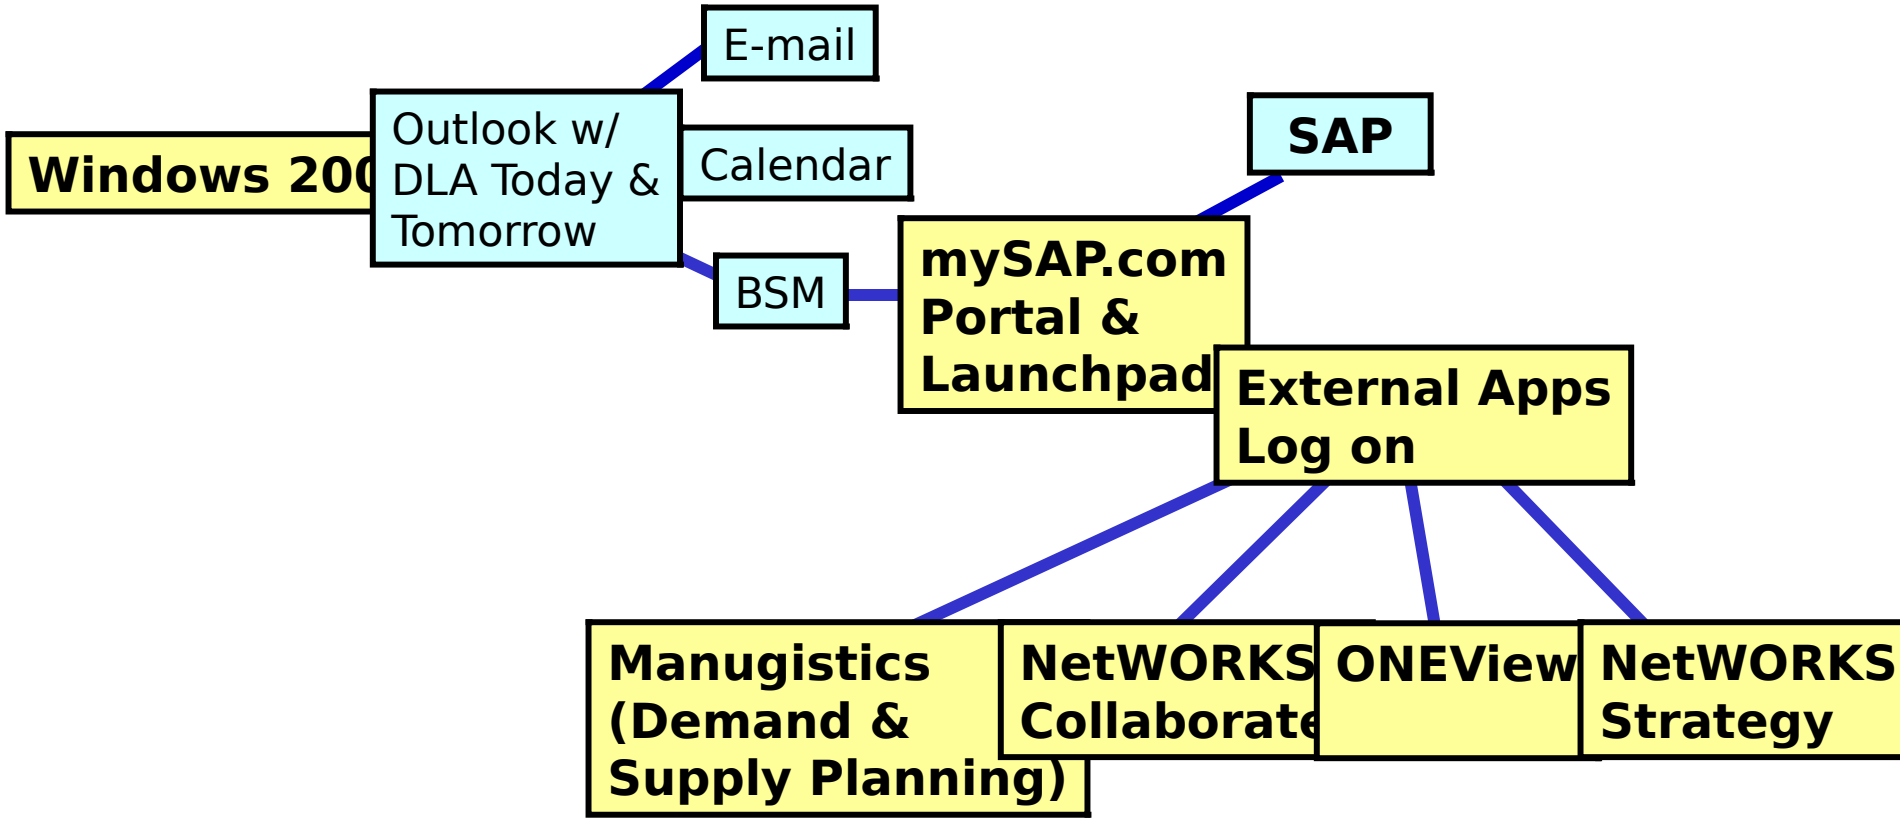 E-mail
Outlook w/
DLA Today &
Tomorrow
Windows 200
Calendar
SAP
BSM
mySAP.com
Portal &
Launchpad
External Apps
Log on
Manugistics
(Demand &
Supply Planning)
NetWORKS
Collaborate
ONEView
NetWORKS
Strategy